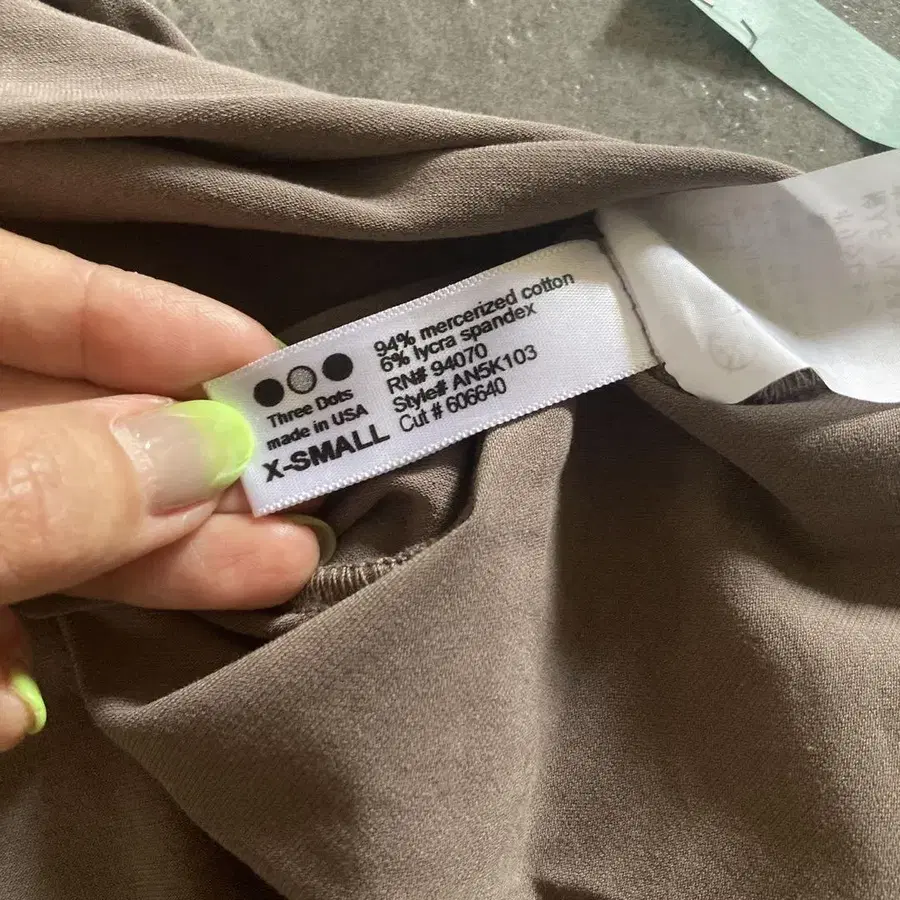 Three Dots
made in USA
X-SMALL
94% mercerized cotton
6% lycra spandex
RN# 94070
Style# AN5K103
Cut # 606640